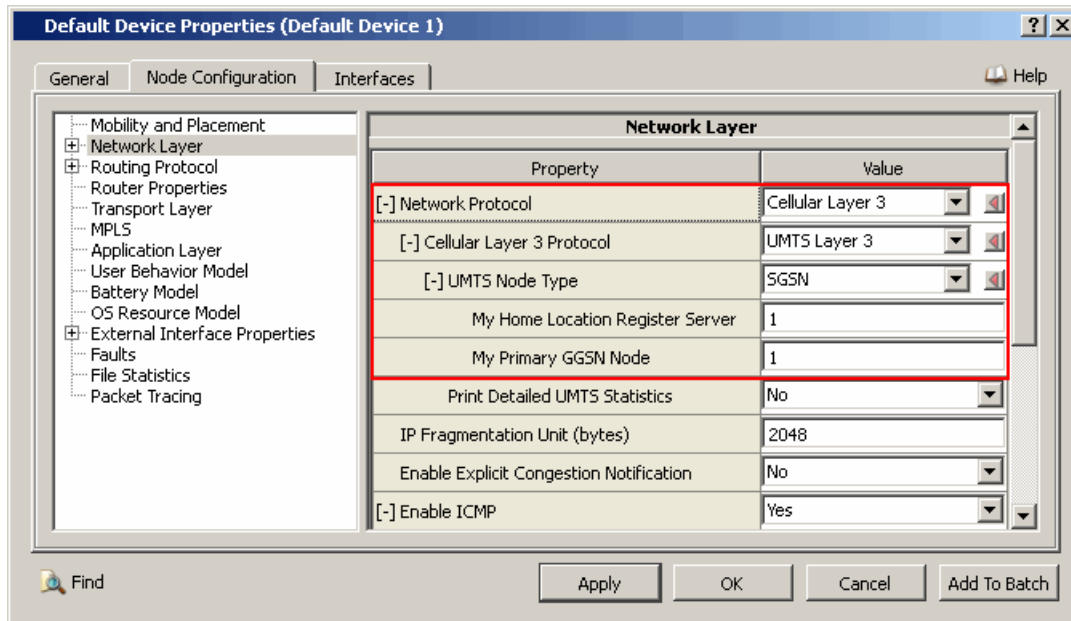 Default Device Properties (Default Device 1)
General Node Configuration Interfaces Help
Mobility and Placement
Network Layer
Routing Protocol
Router Properties
Transport Layer
MPLS
Application Layer
User Behavior Model
Battery Model
OS Resource Model
External Interface Properties
Faults
File Statistics
Packet Tracing
Network Layer
Property Value
[-] Network Protocol Cellular Layer 3
[-] Cellular Layer 3 Protocol UMTS Layer 3
[-] UMTS Node Type SGSN
My Home Location Register Server 1
My Primary GGSN Node 1
Print Detailed UMTS Statistics No
IP Fragmentation Unit (bytes) 2048
Enable Explicit Congestion Notification No
[-] Enable ICMP Yes
Find Apply OK Cancel Add To Batch